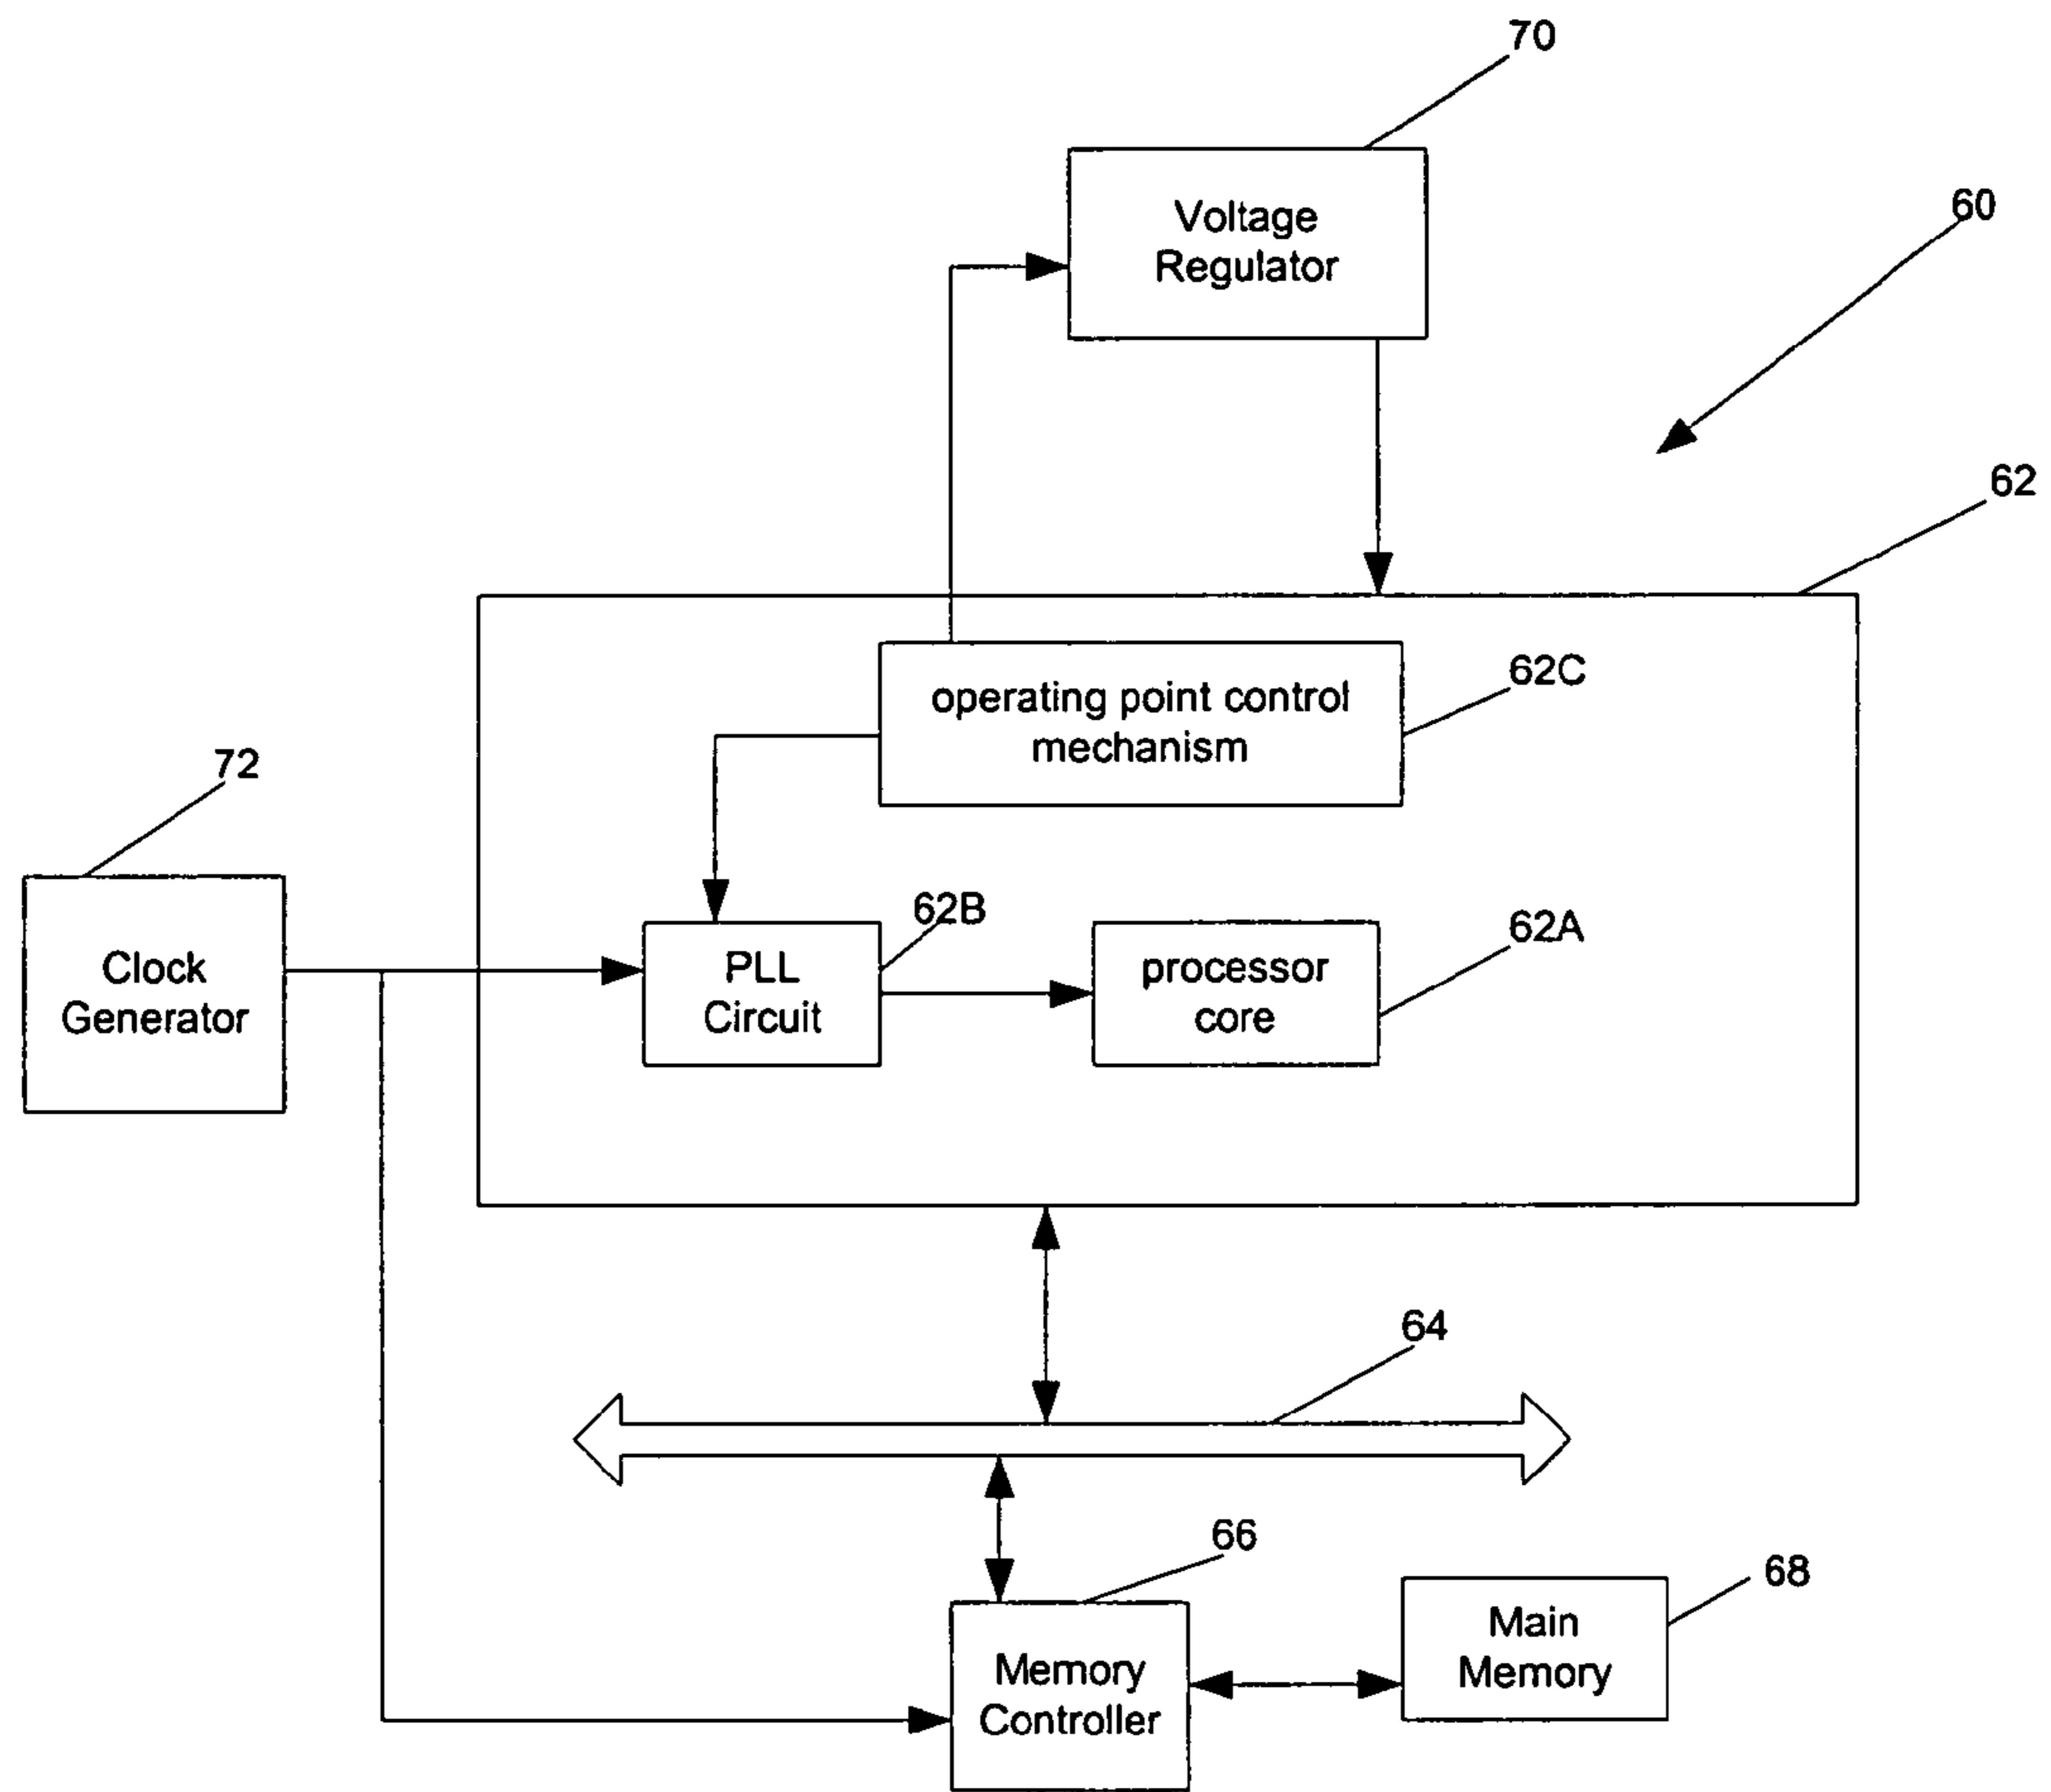 70
Voltage
Regulator
60
62
operating point control
mechanism
62C
72
Clock
Generator
PLL
Circuit
62B
processor
core
62A
64
66
Memory
Controller
Main
Memory
68